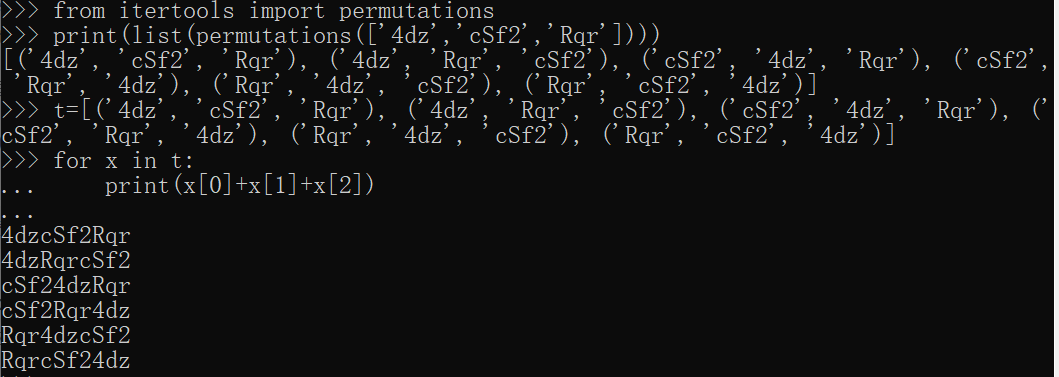 >>> from itertools import permutations
>>> print(list(permutations(['4dz','cSf2','Rqr'])))
[('4dz', 'cSf2', 'Rqr'), ('4dz', 'Rqr', 'cSf2'), ('cSf2', '4dz', 'Rqr'), ('cSf2',
 'Rqr', '4dz'), ('Rqr', '4dz', 'cSf2'), ('Rqr', 'cSf2', '4dz')]
>>> t=[('4dz', 'cSf2', 'Rqr'), ('4dz', 'Rqr', 'cSf2'), ('cSf2', '4dz', 'Rqr'), ('
cSf2', 'Rqr', '4dz'), ('Rqr', '4dz', 'cSf2'), ('Rqr', 'cSf2', '4dz')]
>>> for x in t:
...     print(x[0]+x[1]+x[2])
...
4dzcSf2Rqr
4dzRqrcSf2
cSf24dzRqr
cSf2Rqr4dz
Rqr4dzcSf2
RqrcSf24dz